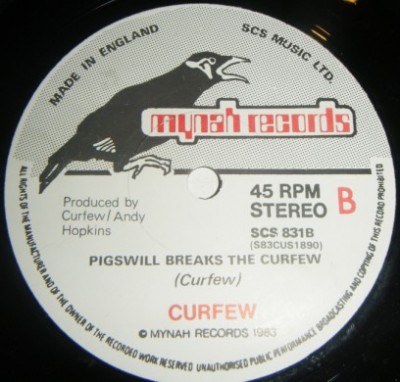 MADE IN ENGLAND
SCS MUSIC LTD.
mynah records
Produced by
Curfew/Andy
Hopkins
45 RPM
STEREO B
SCS 831B
(S83CUS1890)
PIGSWILL BREAKS THE CURFEW
(Curfew)
CURFEW
© MYNAH RECORDS 1983
ALL RIGHTS OF THE MANUFACTURER AND OF THE OWNER OF THE RECORDED WORK RESERVED UNAUTHORISED PUBLIC PERFORMANCE BROADCASTING AND COPYING OF THIS RECORD PROHIBITED